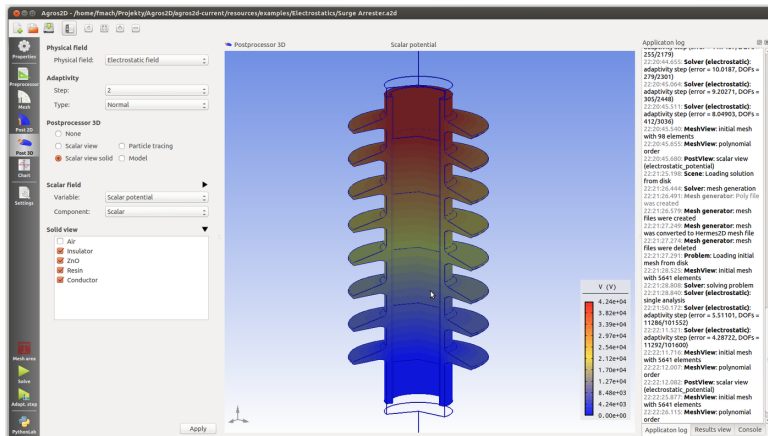 Agros2D - /home/fmach/Projekty/Agros2D/agros2d-current/resources/examples/Electrostatics/Surge Arrester.a2d
Properties
Preprocessor
Mesh
Post 2D
Post 3D
Chart
Settings
Mesh area
Solve
Adapt. step
PythonLab
Physical field
Physical field: Electrostatic field
Adaptivity
Step: 2
Type: Normal
Postprocessor 3D
None
Scalar view Particle tracing
Scalar view solid Model
Scalar field
Variable: Scalar potential
Component: Scalar
Solid view
Air
Insulator
ZnO
Resin
Conductor
Apply
Postprocessor 3D Scalar potential
V (V)
4.24e+04
3.82e+04
3.39e+04
2.97e+04
2.54e+04
2.12e+04
1.70e+04
1.27e+04
8.48e+03
4.24e+03
0.00e+00
Applicaton log
255/2179)
22:20:44.655: Solver (electrostatic):
adaptivity step (error = 10.0187, DOFs =
279/2301)
22:20:45.064: Solver (electrostatic):
adaptivity step (error = 9.20271, DOFs =
305/2448)
22:20:45.511: Solver (electrostatic):
adaptivity step (error = 8.04903, DOFs =
412/3036)
22:20:45.540: MeshView: initial mesh
with 98 elements
22:20:45.655: MeshView: polynomial
order
22:20:45.680: PostView: scalar view
(electrostatic_potential)
22:21:25.198: Scene: Loading solution
from disk
22:21:26.444: Solver: mesh generation
22:21:26.491: Mesh generator: Poly file
was created
22:21:26.579: Mesh generator: mesh
files were created
22:21:27.249: Mesh generator: mesh
was converted to Hermes2D mesh file
22:21:27.274: Mesh generator: mesh
files were deleted
22:21:27.291: Problem: Loading initial
mesh from disk
22:21:28.525: MeshView: initial mesh
with 5641 elements
22:21:28.808: Solver: solving problem
22:21:28.840: Solver (electrostatic):
single analysis
22:21:50.172: Solver (electrostatic):
adaptivity step (error = 5.51101, DOFs =
11286/101552)
22:22:11.521: Solver (electrostatic):
adaptivity step (error = 4.28722, DOFs =
11292/101600)
22:22:11.716: MeshView: initial mesh
with 5641 elements
22:22:12.007: MeshView: polynomial
order
22:22:12.082: PostView: scalar view
(electrostatic_potential)
22:22:25.877: MeshView: initial mesh
with 5641 elements
22:22:26.115: MeshView: polynomial
order
Applicaton log Results view Console